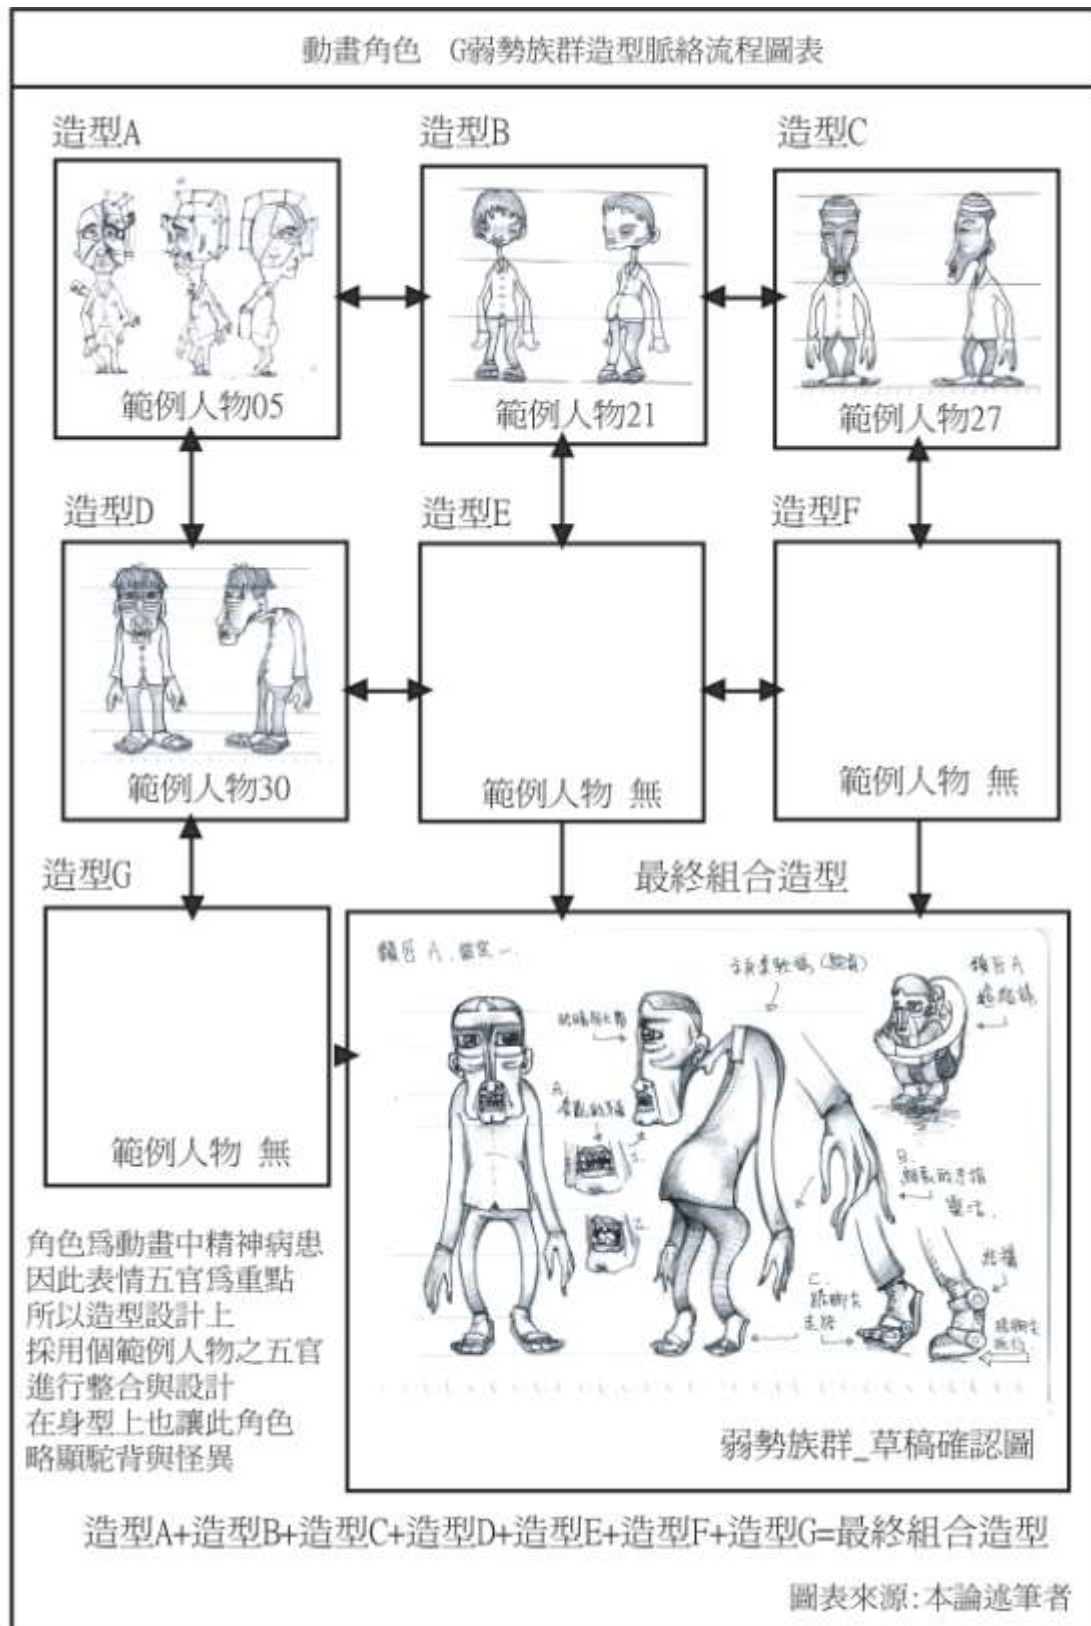 動畫角色　G弱勢族群造型脈絡流程圖表
造型A
造型B
造型C
範例人物05
範例人物21
範例人物27
造型D
造型E
造型F
範例人物30
範例人物 無
範例人物 無
造型G
最終組合造型
範例人物 無
A.
B.
細長的手指
靈活.
C.
角色爲動畫中精神病患
因此表情五官爲重點
所以造型設計上
採用個範例人物之五官
進行整合與設計
在身型上也讓此角色
略顯駝背與怪異
弱勢族群_草稿確認圖
造型A+造型B+造型C+造型D+造型E+造型F+造型G=最終組合造型
圖表來源:本論述筆者